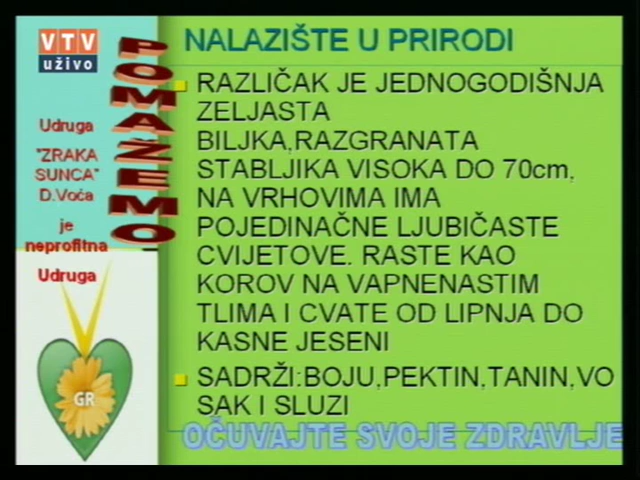 VTV
uživo
Udruga
"ZRAKA
SUNCA"
D.Voća
je
neprofitna
Udruga
GR
POMAŽEMO
NALAZIŠTE U PRIRODI
RAZLIČAK JE JEDNOGODIŠNJA
ZELJASTA
BILJKA,RAZGRANATA
STABLJIKA VISOKA DO 70cm,
NA VRHOVIMA IMA
POJEDINAČNE LJUBIČASTE
CVIJETOVE. RASTE KAO
KOROV NA VAPNENASTIM
TLIMA I CVATE OD LIPNJA DO
KASNE JESENI
SADRŽI:BOJU,PEKTIN,TANIN,VO
SAK I SLUZI
OČUVAJTE SVOJE ZDRAVLJE